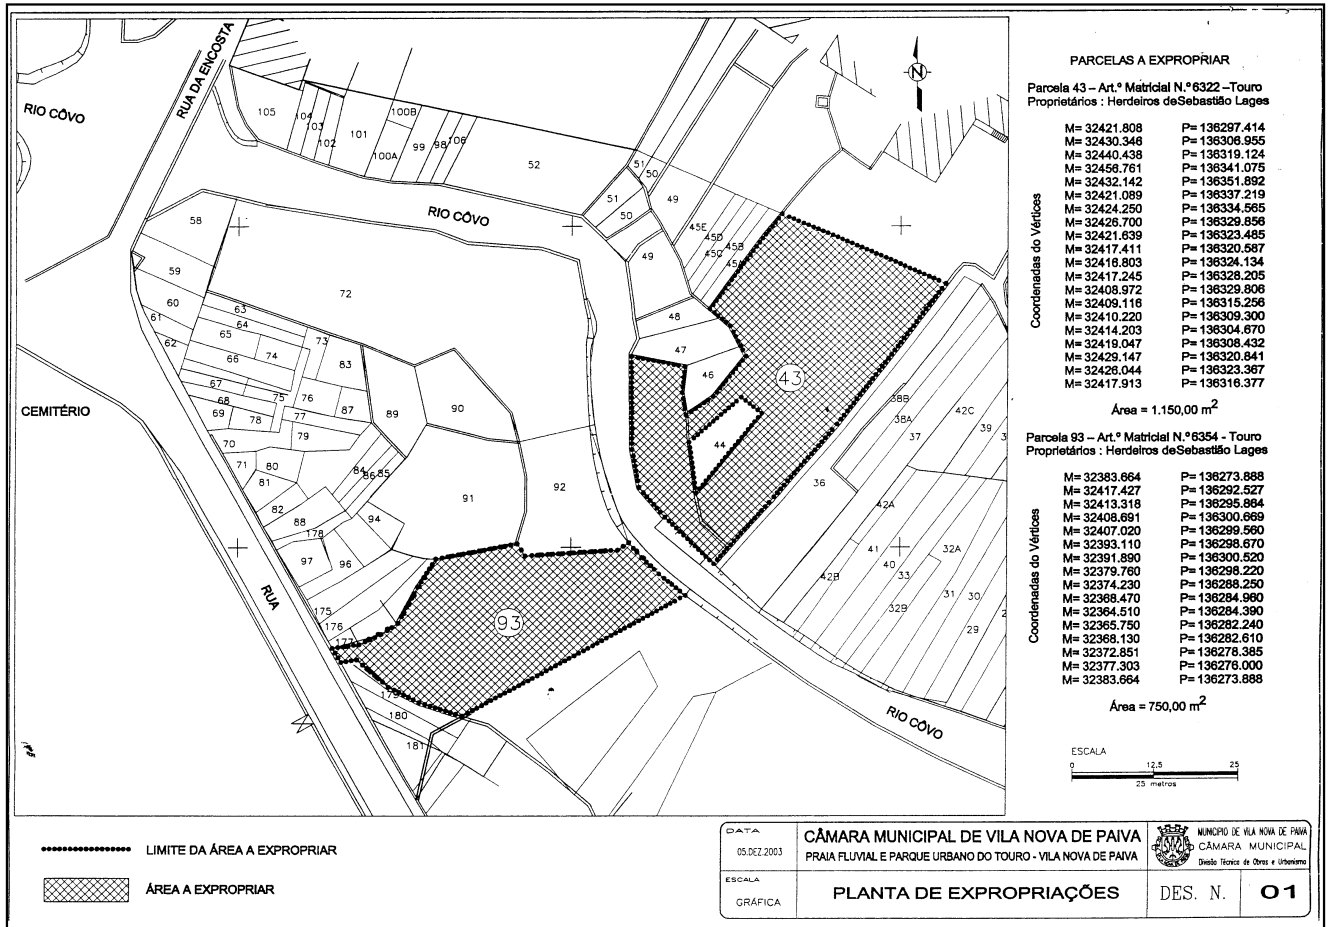 RIO CÔVO
RUA DA ENCOSTA
105
104
103
102
101
100B
100A
99
98
106
52
51
50
51
50
49
N
58
RIO CÔVO
45E
45D
45C
45B
45A
49
59
60
61
62
72
63
64
65
66
74
73
83
48
47
46
43
67
68
69
75
76
78
77
87
89
90
44
38B
38A
37
42C
39
CEMITÉRIO
70
71
79
80
81
84
86
85
91
92
36
42A
82
88
178
94
97
96
41
40
33
32A
42B
32B
31
30
29
RUA
175
176
177
93
179
180
181
RIO CÔVO
PARCELAS A EXPROPRIAR
Parcela 43 – Art.º Matricial N.º 6322 – Touro
Proprietários : Herdeiros de Sebastião Lages
Coordenadas do Vértices
M= 32421.808 P= 136297.414
M= 32430.346 P= 136306.955
M= 32440.438 P= 136319.124
M= 32456.761 P= 136341.075
M= 32432.142 P= 136351.892
M= 32421.089 P= 136337.219
M= 32424.250 P= 136334.565
M= 32426.700 P= 136329.856
M= 32421.639 P= 136323.485
M= 32417.411 P= 136320.587
M= 32416.803 P= 136324.134
M= 32417.245 P= 136328.205
M= 32408.972 P= 136329.806
M= 32409.116 P= 136315.256
M= 32410.220 P= 136309.300
M= 32414.203 P= 136304.670
M= 32419.047 P= 136308.432
M= 32429.147 P= 136320.841
M= 32426.044 P= 136323.367
M= 32417.913 P= 136316.377
Área = 1.150,00 m²
Parcela 93 – Art.º Matricial N.º 6354 - Touro
Proprietários : Herdeiros de Sebastião Lages
Coordenadas do Vértices
M= 32383.664 P= 136273.888
M= 32417.427 P= 136292.527
M= 32413.318 P= 136295.864
M= 32408.691 P= 136300.669
M= 32407.020 P= 136299.560
M= 32393.110 P= 136298.670
M= 32391.890 P= 136300.520
M= 32379.760 P= 136298.220
M= 32374.230 P= 136288.250
M= 32368.470 P= 136284.960
M= 32364.510 P= 136284.390
M= 32365.750 P= 136282.240
M= 32368.130 P= 136282.610
M= 32372.851 P= 136278.385
M= 32377.303 P= 136276.000
M= 32383.664 P= 136273.888
Área = 750,00 m²
ESCALA
0 12,5 25
25 metros
LIMITE DA ÁREA A EXPROPRIAR
ÁREA A EXPROPRIAR
DATA
05.DEZ.2003
ESCALA
GRÁFICA
CÂMARA MUNICIPAL DE VILA NOVA DE PAIVA
PRAIA FLUVIAL E PARQUE URBANO DO TOURO - VILA NOVA DE PAIVA
PLANTA DE EXPROPRIAÇÕES
MUNICIPIO DE VILA NOVA DE PAIVA
CÂMARA MUNICIPAL
Divisão Técnica de Obras e Urbanismo
DES. N. 01